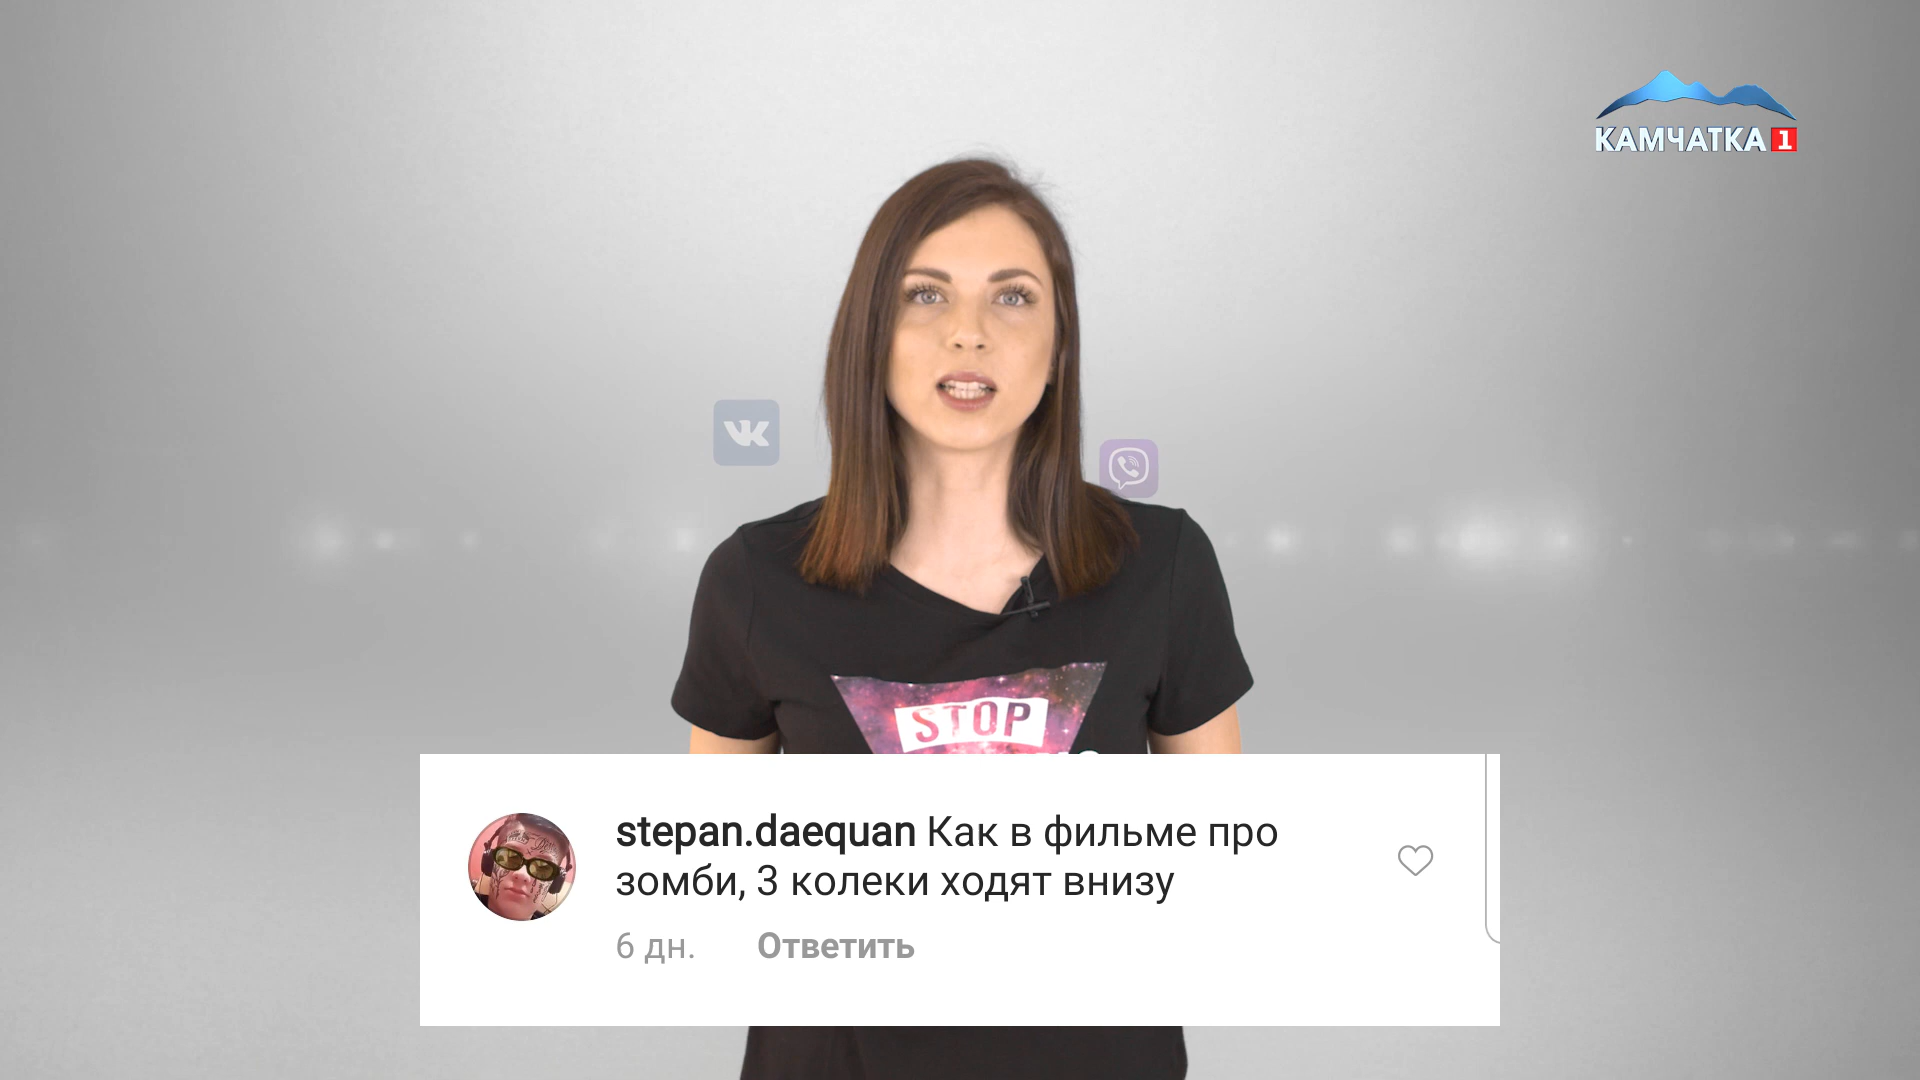 КАМЧАТКА 1
STOP
stepan.daequan Как в фильме про
зомби, 3 колеки ходят внизу
6 дн. Ответить